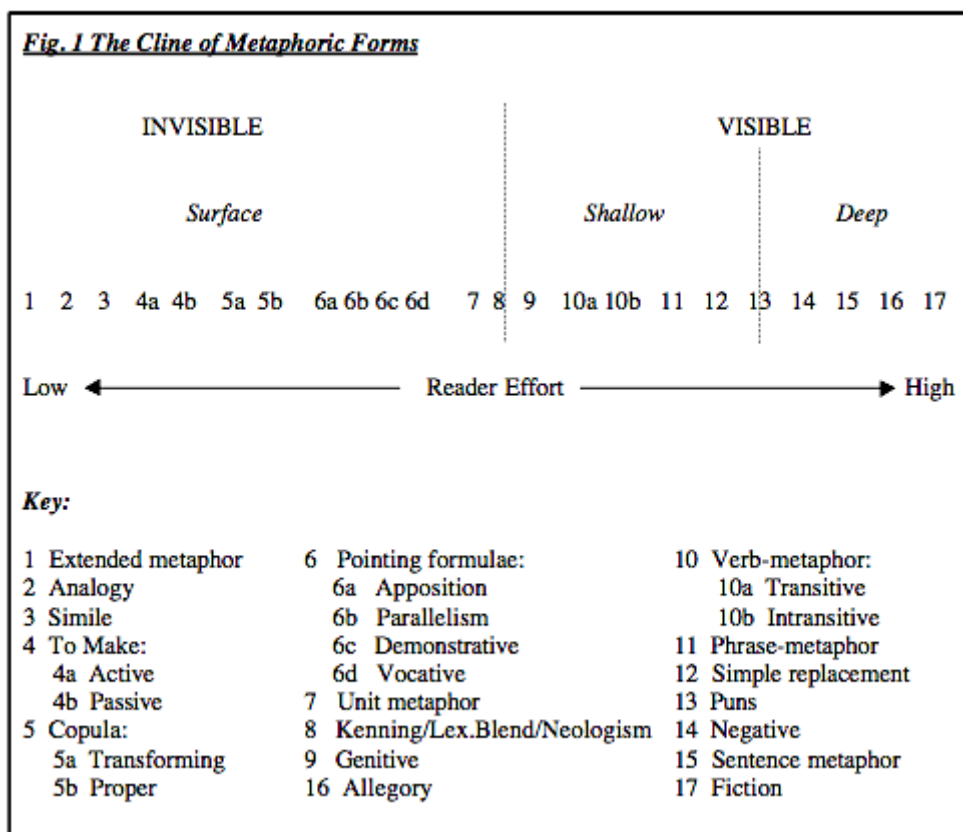 Fig. 1 The Cline of Metaphoric Forms
INVISIBLE VISIBLE
Surface Shallow Deep
1 2 3 4a 4b 5a 5b 6a 6b 6c 6d 7 8 9 10a 10b 11 12 13 14 15 16 17
Low Reader Effort High
Key:
1 Extended metaphor
2 Analogy
3 Simile
4 To Make:
4a Active
4b Passive
5 Copula:
5a Transforming
5b Proper
6 Pointing formulae:
6a Apposition
6b Parallelism
6c Demonstrative
6d Vocative
7 Unit metaphor
8 Kenning/Lex.Blend/Neologism
9 Genitive
16 Allegory
10 Verb-metaphor:
10a Transitive
10b Intransitive
11 Phrase-metaphor
12 Simple replacement
13 Puns
14 Negative
15 Sentence metaphor
17 Fiction